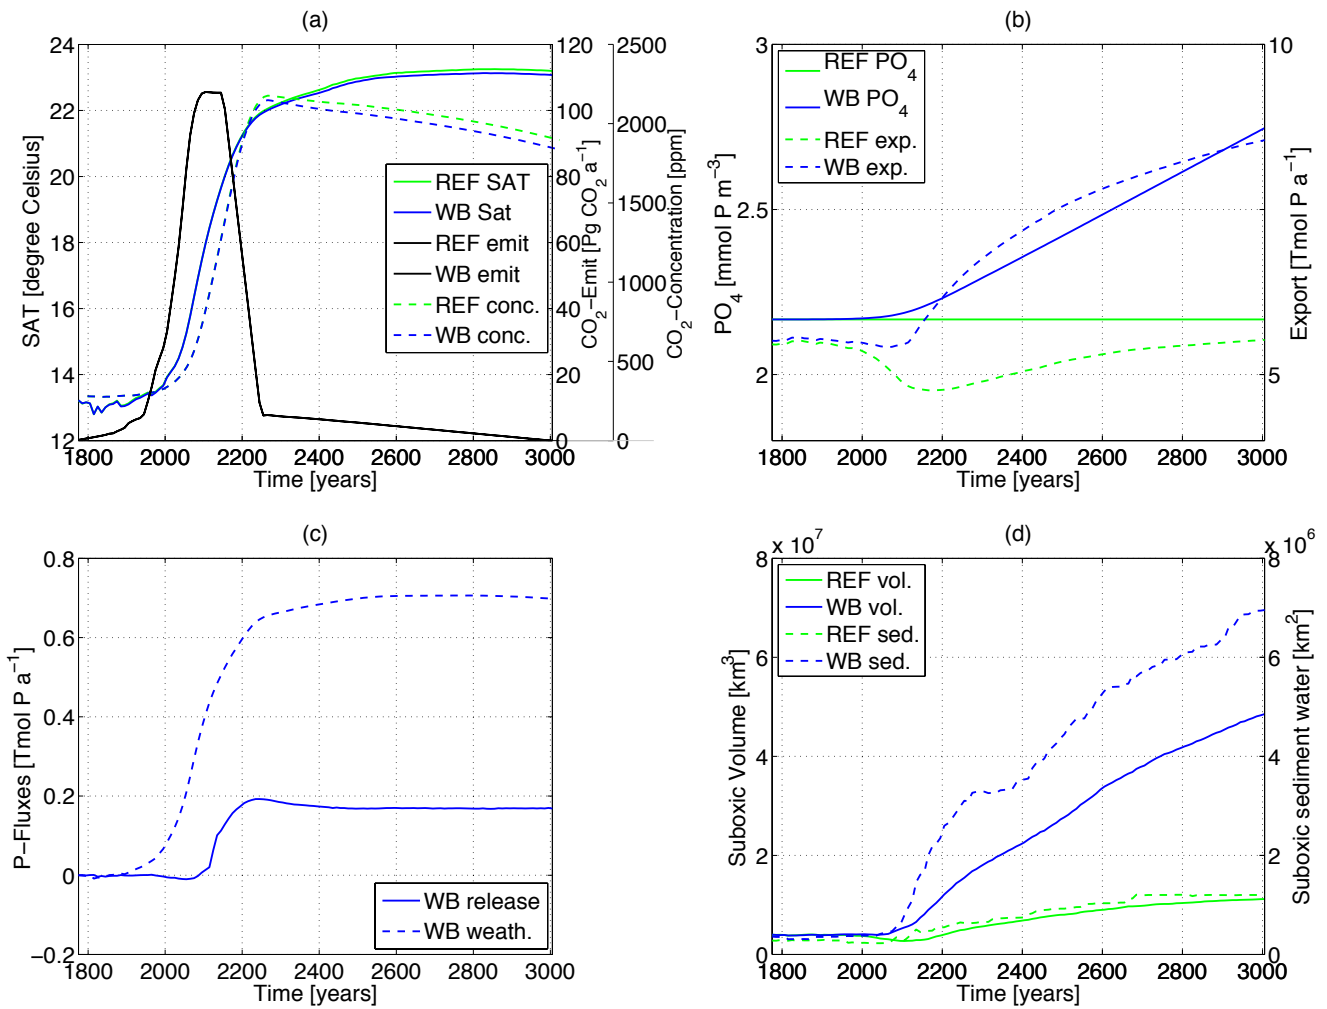 (a)
24
22
20
18
16
14
12
SAT [degree Celsius]
120
100
80
60
40
20
0
CO2−Emit [Pg CO2 a−1]
2500
2000
1500
1000
500
0
CO2−Concentration [ppm]
REF SAT
WB Sat
REF emit
WB emit
REF conc.
WB conc.
1800 2000 2200 2400 2600 2800 3000
Time [years]
(b)
3
2.5
2
PO4 [mmol P m−3]
10
5
Export [Tmol P a−1]
REF PO4
WB PO4
REF exp.
WB exp.
1800 2000 2200 2400 2600 2800 3000
Time [years]
(c)
0.8
0.6
0.4
0.2
0
−0.2
P−Fluxes [Tmol P a−1]
WB release
WB weath.
1800 2000 2200 2400 2600 2800 3000
Time [years]
(d)
x 10^7
8
6
4
2
0
Suboxic Volume [km3]
x 10^6
8
6
4
2
0
Suboxic sediment water [km2]
REF vol.
WB vol.
REF sed.
WB sed.
1800 2000 2200 2400 2600 2800 3000
Time [years]